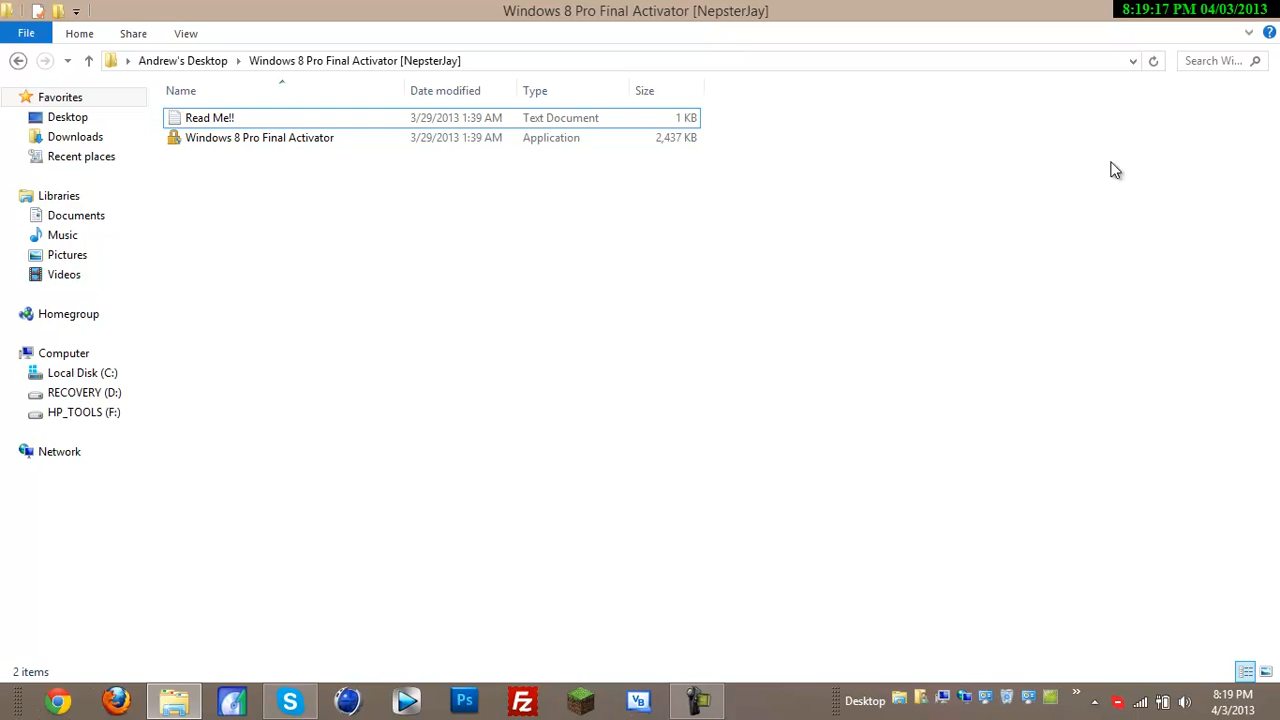 Windows 8 Pro Final Activator [NepsterJay]
8:19:17 PM 04/03/2013
File Home Share View
Andrew's Desktop Windows 8 Pro Final Activator [NepsterJay]
Search Wi...
Name Date modified Type Size
Read Me!! 3/29/2013 1:39 AM Text Document 1 KB
Windows 8 Pro Final Activator 3/29/2013 1:39 AM Application 2,437 KB
Favorites
Desktop
Downloads
Recent places
Libraries
Documents
Music
Pictures
Videos
Homegroup
Computer
Local Disk (C:)
RECOVERY (D:)
HP_TOOLS (F:)
Network
2 items
Ps
Fz
VB
Desktop
8:19 PM
4/3/2013